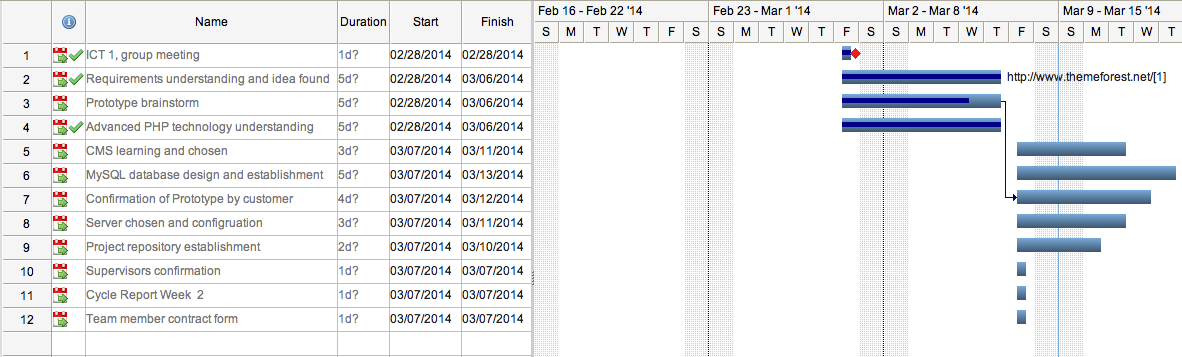 Name Duration Start Finish Feb 16 - Feb 22 '14 Feb 23 - Mar 1 '14 Mar 2 - Mar 8 '14 Mar 9 - Mar 15 '14
S M T W T F S S M T W T F S S M T W T F S S M T W T
1 ICT 1, group meeting 1d? 02/28/2014 02/28/2014
2 Requirements understanding and idea found 5d? 02/28/2014 03/06/2014 http://www.themeforest.net/[1]
3 Prototype brainstorm 5d? 02/28/2014 03/06/2014
4 Advanced PHP technology understanding 5d? 02/28/2014 03/06/2014
5 CMS learning and chosen 3d? 03/07/2014 03/11/2014
6 MySQL database design and establishment 5d? 03/07/2014 03/13/2014
7 Confirmation of Prototype by customer 4d? 03/07/2014 03/12/2014
8 Server chosen and configruation 3d? 03/07/2014 03/11/2014
9 Project repository establishment 2d? 03/07/2014 03/10/2014
10 Supervisors confirmation 1d? 03/07/2014 03/07/2014
11 Cycle Report Week 2 1d? 03/07/2014 03/07/2014
12 Team member contract form 1d? 03/07/2014 03/07/2014